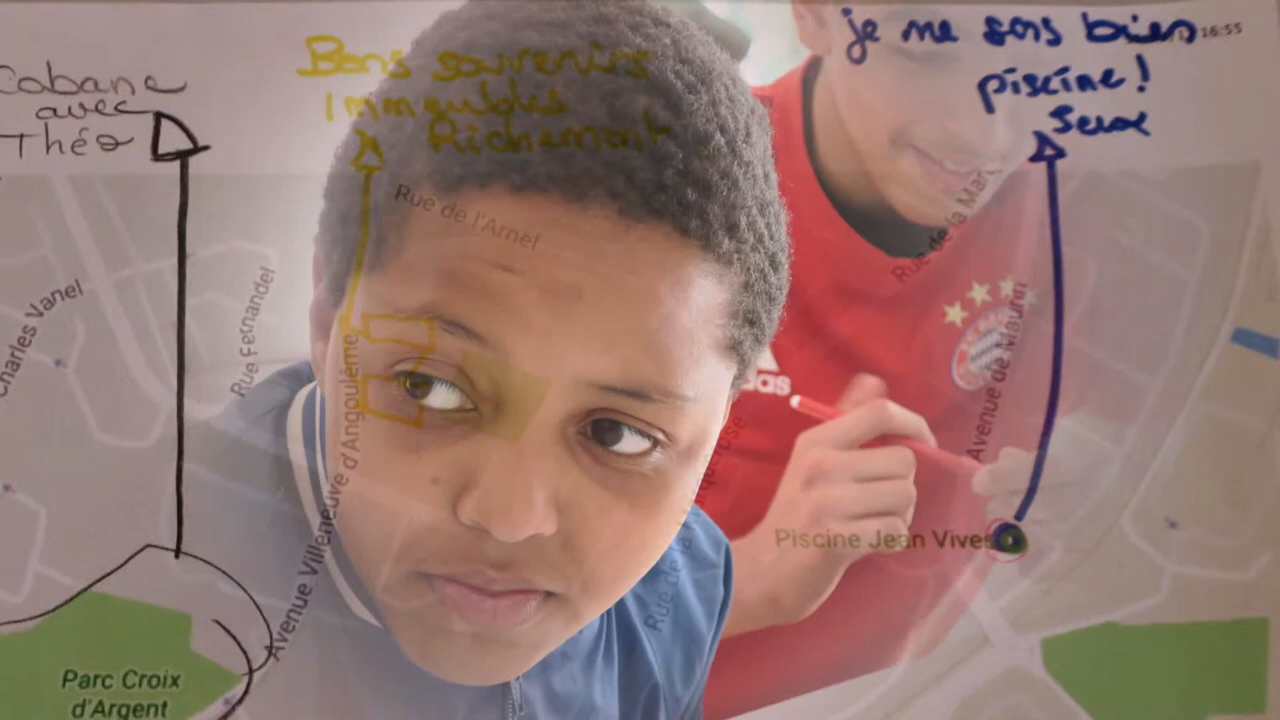 Cabane
avec
Théo
Bons souvenirs
Immeubles
Richemont
je me sens bien
piscine!
16:55
Rue de l'Arnel
Charles Vanel
Rue Fernandel
Avenue Villeneuve d'Angoulême
Avenue de Maurin
Piscine Jean Vives
Parc Croix
d'Argent